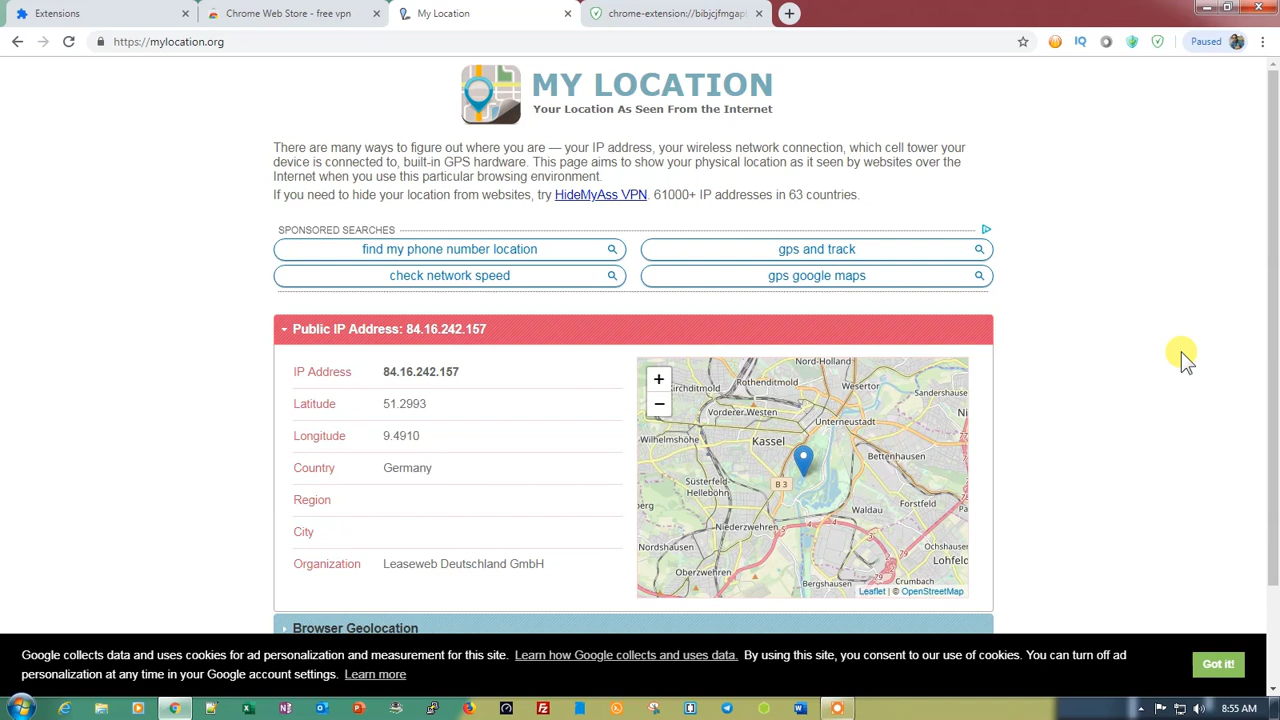 Extensions
Chrome Web Store - free vpn
My Location
chrome-extension://bibjcjfmgapl
https://mylocation.org
Paused
MY LOCATION
Your Location As Seen From the Internet
There are many ways to figure out where you are — your IP address, your wireless network connection, which cell tower your
device is connected to, built-in GPS hardware. This page aims to show your physical location as it seen by websites over the
Internet when you use this particular browsing environment.
If you need to hide your location from websites, try HideMyAss VPN. 61000+ IP addresses in 63 countries.
SPONSORED SEARCHES
find my phone number location
gps and track
check network speed
gps google maps
Public IP Address: 84.16.242.157
IP Address 84.16.242.157
Latitude 51.2993
Longitude 9.4910
Country Germany
Region
City
Organization Leaseweb Deutschland GmbH
+
−
Nord-Holland
Kirchditmold
Rothenditmold
Wesertor
Sandershause
Vorderer Westen
Unterneustadt
Wilhelmshöhe
Kassel
Bettenhausen
B 3
Süsterfeld-
Helleböhn
Forstfeld
Waldau
Niederzwehren
Nordshausen
Ochshause
Lohfeld
Oberzwehren
Bergshausen
Crumbach
Leaflet | © OpenStreetMap
Browser Geolocation
Google collects data and uses cookies for ad personalization and measurement for this site. Learn how Google collects and uses data. By using this site, you consent to our use of cookies. You can turn off ad
personalization at any time in your Google account settings. Learn more
Got it!
8:55 AM